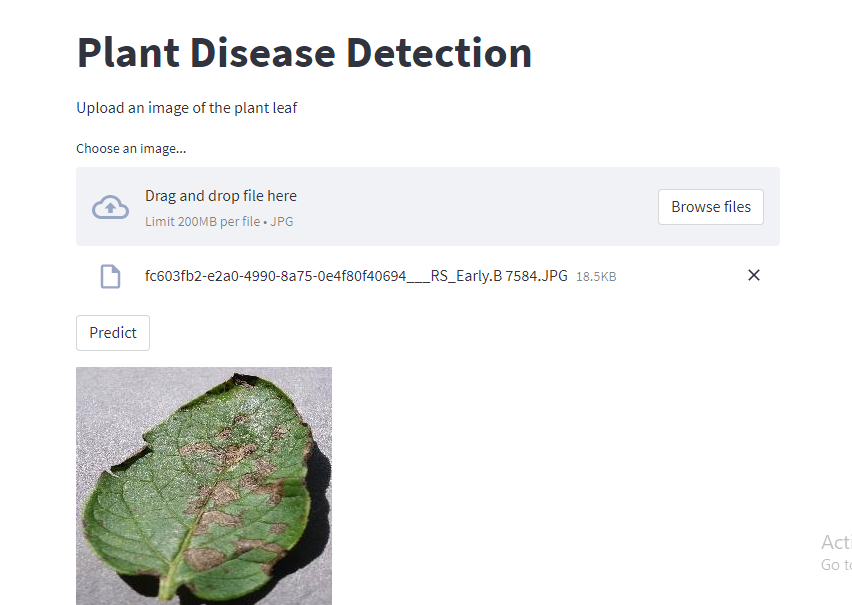 Plant Disease Detection
Upload an image of the plant leaf
Choose an image...
Drag and drop file here
Limit 200MB per file • JPG
Browse files
fc603fb2-e2a0-4990-8a75-0e4f80f40694___RS_Early.B 7584.JPG 18.5KB
Predict
Go